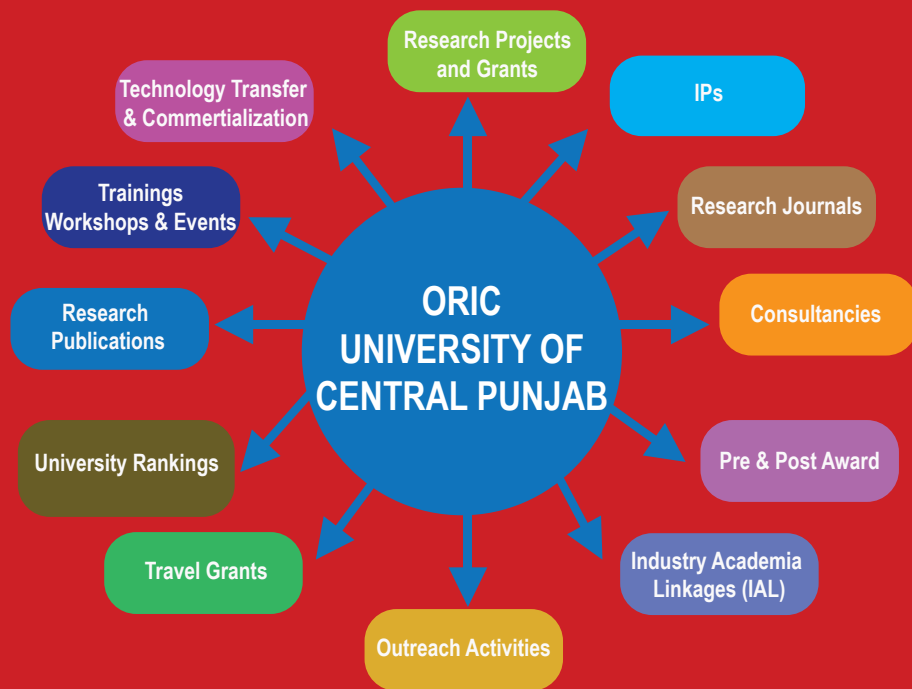 Research Projects
and Grants
Technology Transfer
& Commertialization
IPs
Trainings
Workshops & Events
Research Journals
ORIC
UNIVERSITY OF
CENTRAL PUNJAB
Research
Publications
Consultancies
University Rankings
Pre & Post Award
Travel Grants
Industry Academia
Linkages (IAL)
Outreach Activities